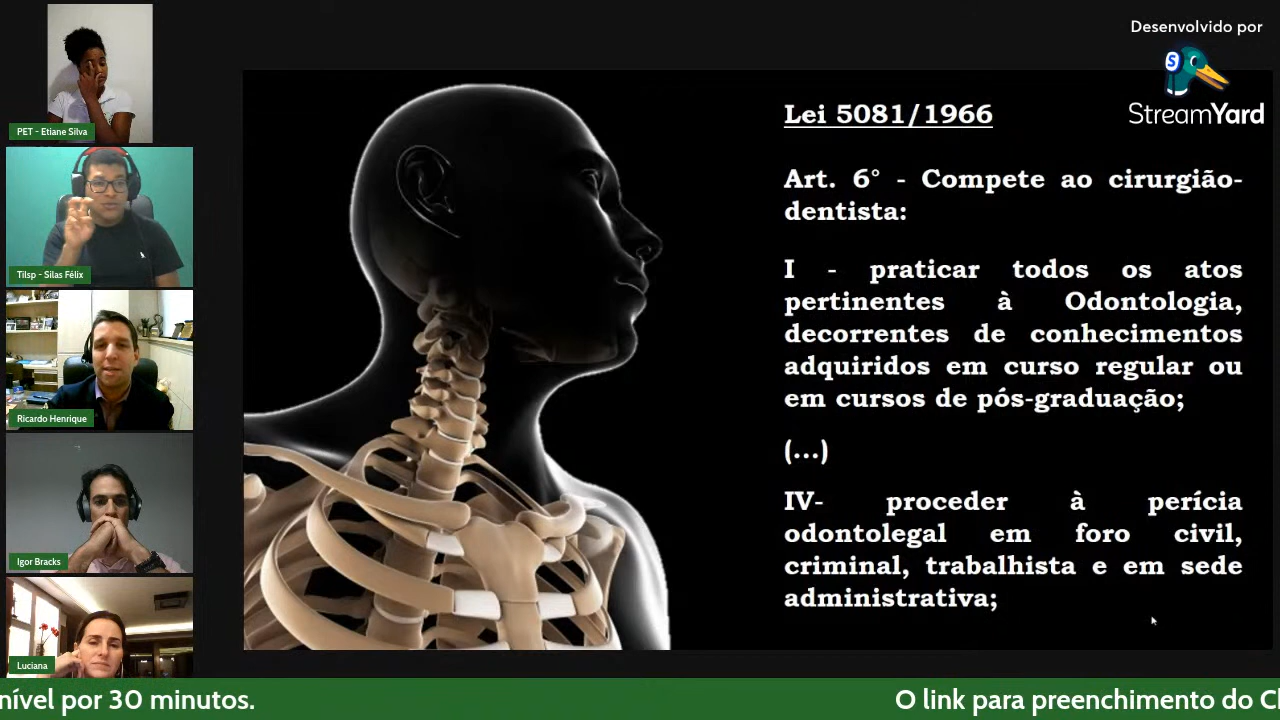 PET - Etiane Silva
Tilsp - Silas Félix
Ricardo Henrique
Igor Bracks
Luciana
Desenvolvido por
StreamYard
Lei 5081/1966
Art. 6° - Compete ao cirurgião-
dentista:
I - praticar todos os atos
pertinentes à Odontologia,
decorrentes de conhecimentos
adquiridos em curso regular ou
em cursos de pós-graduação;
(...)
IV- proceder à perícia
odontolegal em foro civil,
criminal, trabalhista e em sede
administrativa;
nível por 30 minutos.
O link para preenchimento do